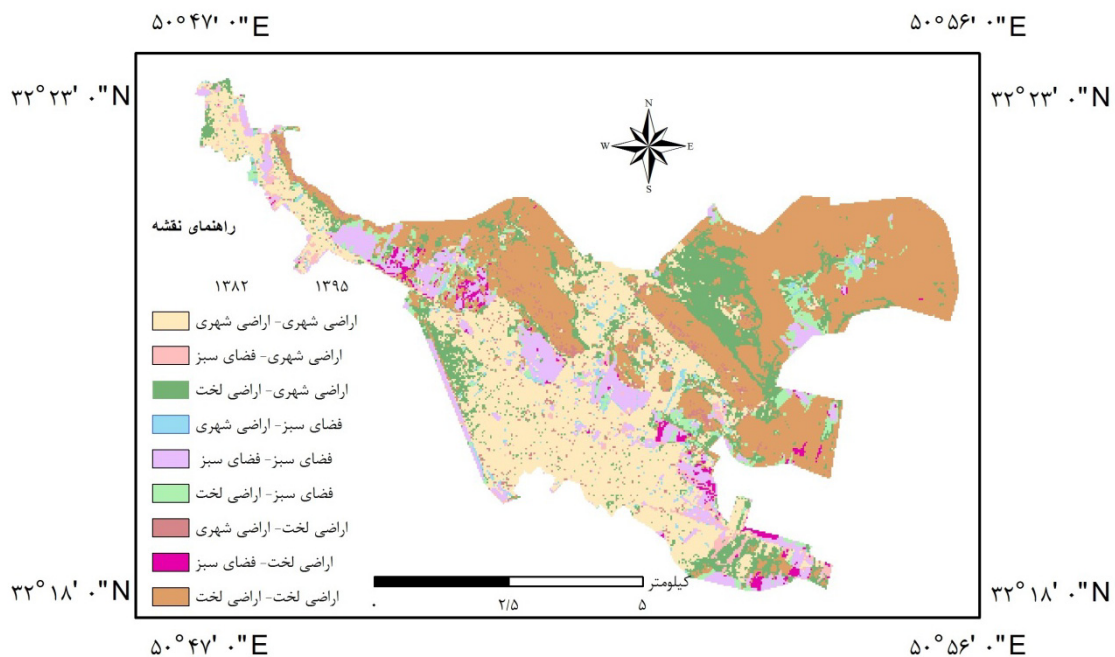 ۵۰°۴۷'۰"E ۵۰°۵۶'۰"E
۳۲°۲۳'۰"N ۳۲°۲۳'۰"N
N
W E
S
راهنمای نقشه
۱۳۸۲ ۱۳۹۵
اراضی شهری- اراضی شهری
اراضی شهری- فضای سبز
اراضی شهری- اراضی لخت
فضای سبز- اراضی شهری
فضای سبز- فضای سبز
فضای سبز- اراضی لخت
اراضی لخت- اراضی شهری
اراضی لخت- فضای سبز
اراضی لخت- اراضی لخت
کیلومتر
۰ ۲/۵ ۵
۳۲°۱۸'۰"N ۳۲°۱۸'۰"N
۵۰°۴۷'۰"E ۵۰°۵۶'۰"E